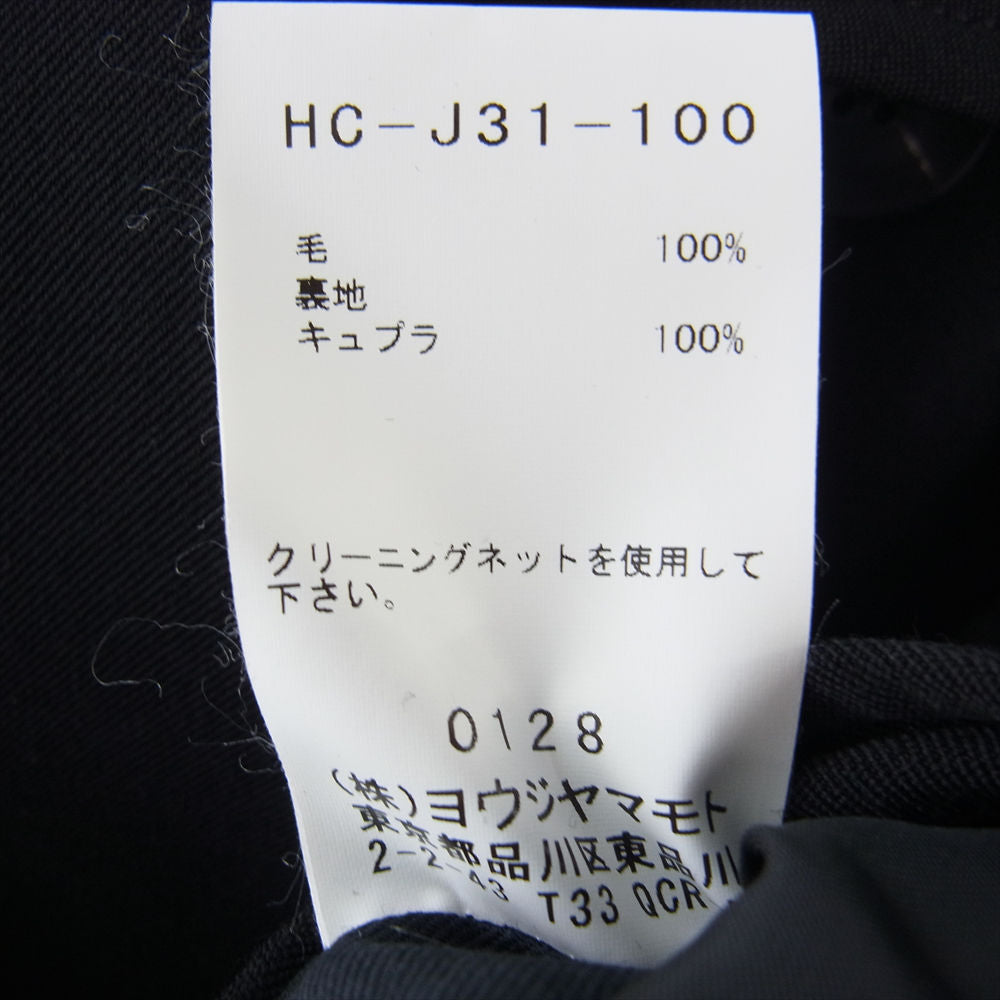 HC-J31-100
毛 100%
裏地
キュプラ 100%
クリーニングネットを使用して
下さい。
0128
(株)ヨウジヤマモト
東京都品川区東品川
2-2-43 T33 QCR